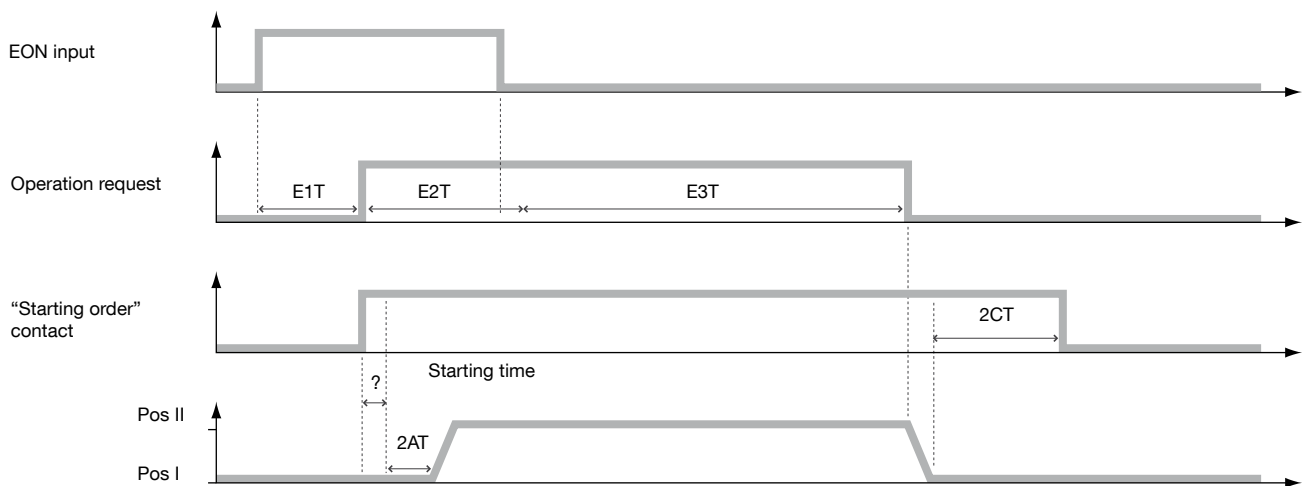 EON input
Operation request
E1T
E2T
E3T
“Starting order”
contact
2CT
Starting time
?
Pos II
2AT
Pos I